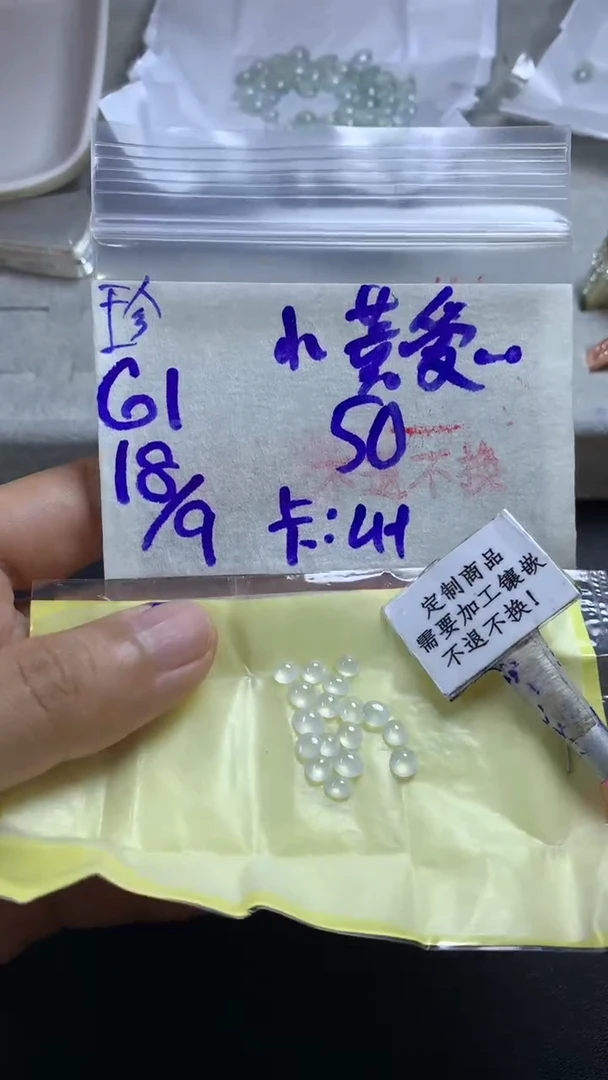 珍
G1
18/9
小黄爱...
50
不退不换
卡:
定制商品
需要加工镶嵌
不退不换!